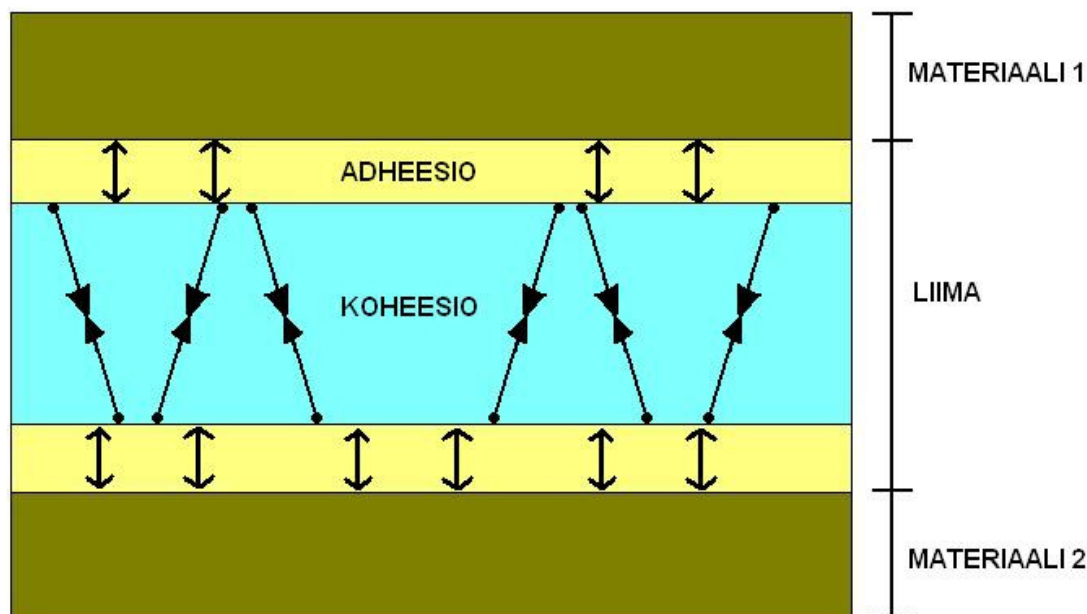 MATERIAALI 1
ADHEESIO
LIIMA
KOHEESIO
MATERIAALI 2